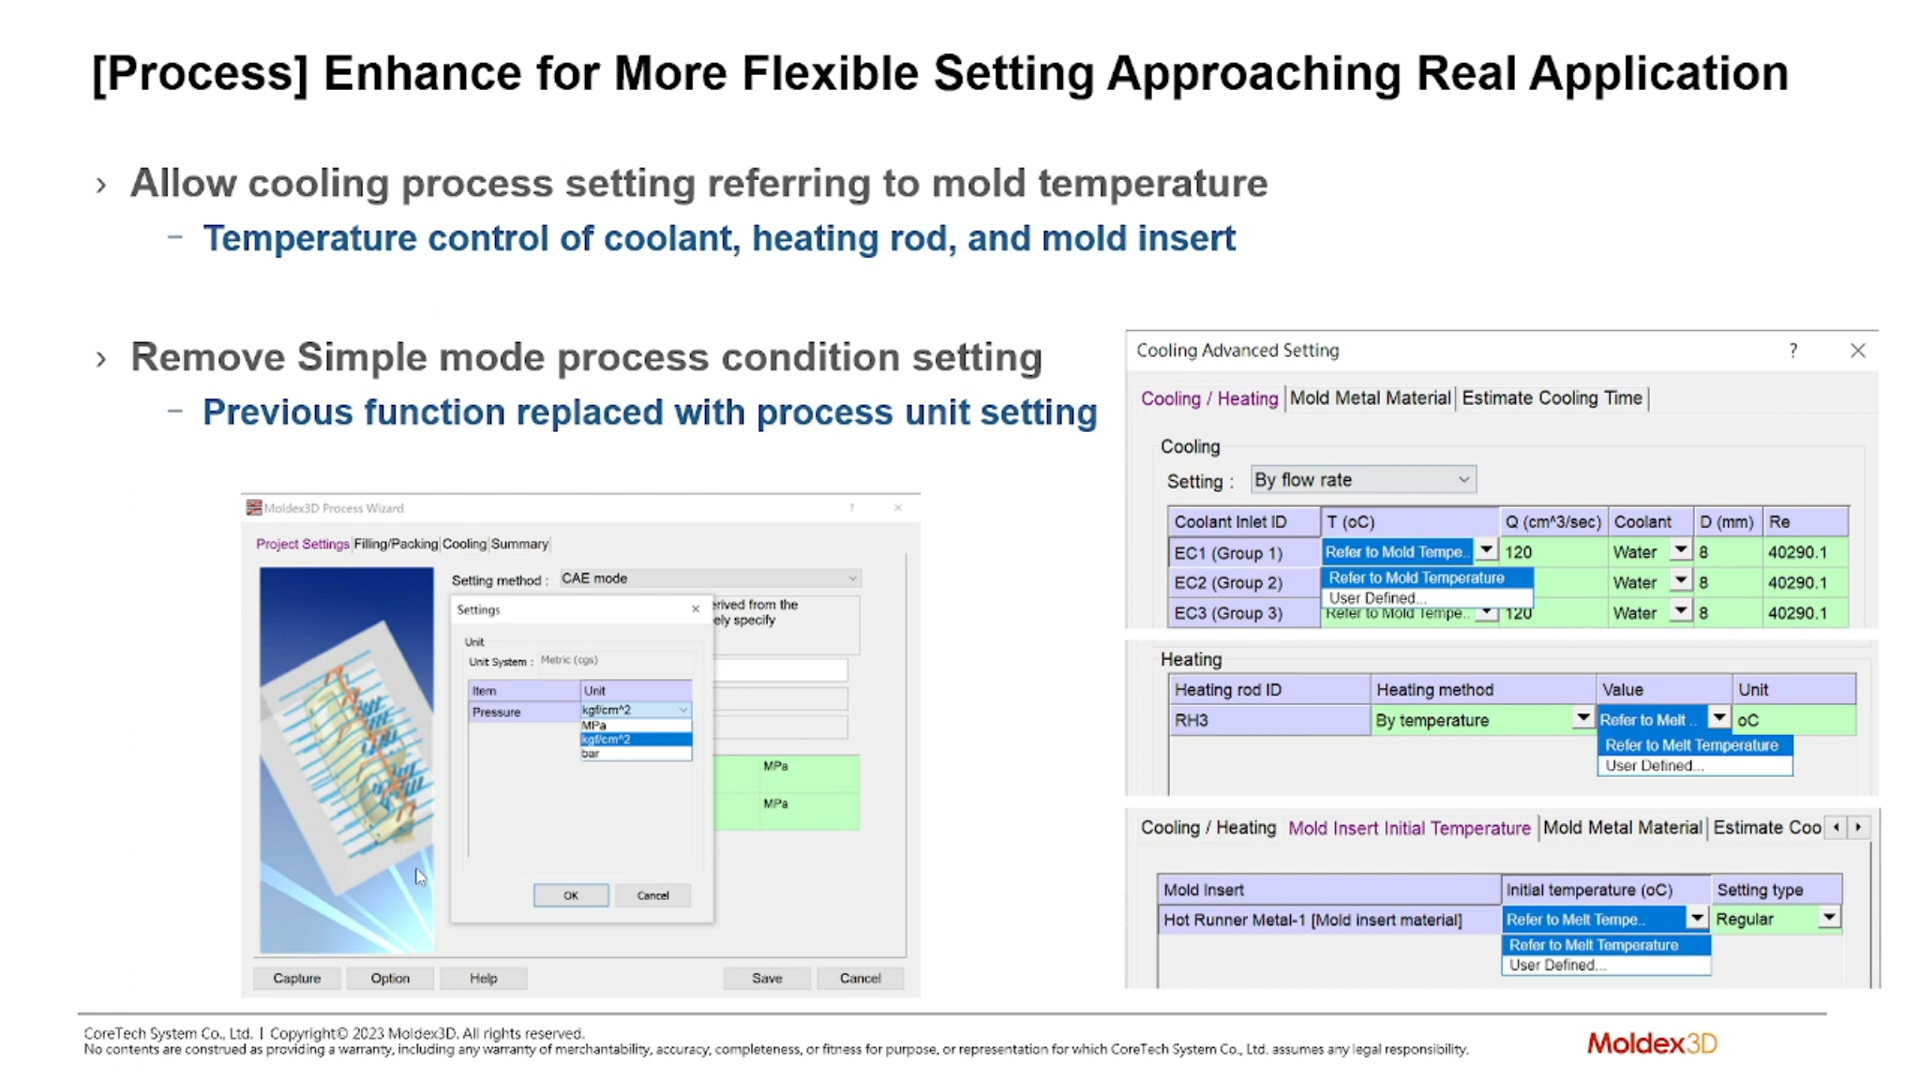 [Process] Enhance for More Flexible Setting Approaching Real Application
› Allow cooling process setting referring to mold temperature
– Temperature control of coolant, heating rod, and mold insert
› Remove Simple mode process condition setting
– Previous function replaced with process unit setting
Moldex3D Process Wizard ? ×
Project Settings Filling/Packing Cooling Summary
Setting method : CAE mode
Settings ×
erived from the
ely specify
Unit
Unit System : Metric (cgs)
Item Unit
Pressure kgf/cm^2
MPa
kgf/cm^2
bar
MPa
MPa
OK Cancel
Capture Option Help Save Cancel
Cooling Advanced Setting ? ×
Cooling / Heating Mold Metal Material Estimate Cooling Time
Cooling
Setting : By flow rate
Coolant Inlet ID T (oC) Q (cm^3/sec) Coolant D (mm) Re
EC1 (Group 1) Refer to Mold Tempe.. 120 Water 8 40290.1
Refer to Mold Temperature
EC2 (Group 2) Water 8 40290.1
User Defined...
EC3 (Group 3) Refer to Mold Tempe.. 120 Water 8 40290.1
Heating
Heating rod ID Heating method Value Unit
RH3 By temperature Refer to Melt .. oC
Refer to Melt Temperature
User Defined...
Cooling / Heating Mold Insert Initial Temperature Mold Metal Material Estimate Coo
Mold Insert Initial temperature (oC) Setting type
Hot Runner Metal-1 [Mold insert material] Refer to Melt Tempe.. Regular
Refer to Melt Temperature
User Defined...
CoreTech System Co., Ltd. | Copyright© 2023 Moldex3D. All rights reserved.
No contents are construed as providing a warranty, including any warranty of merchantability, accuracy, completeness, or fitness for purpose, or representation for which CoreTech System Co., Ltd. assumes any legal responsibility.
Moldex3D